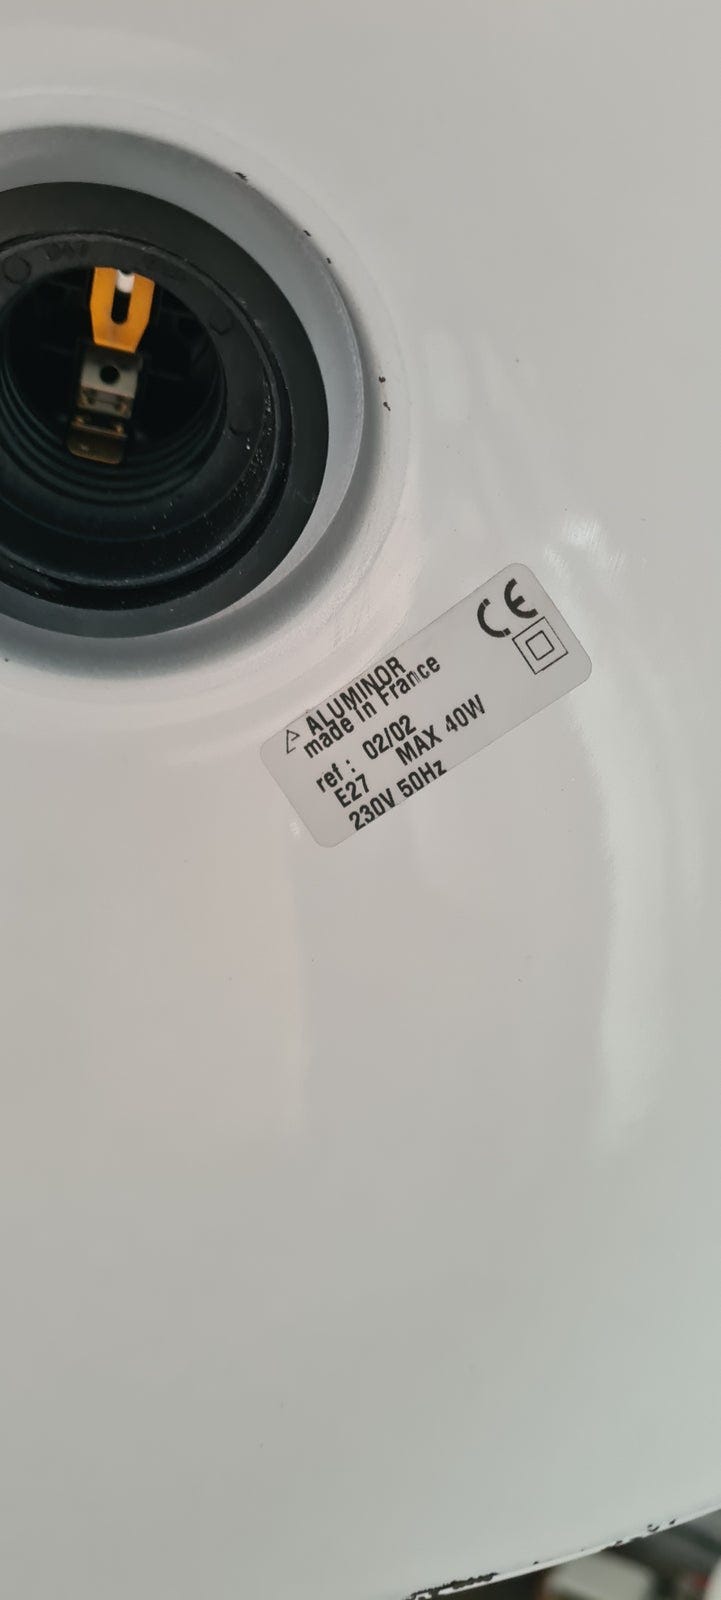 ALUMINOR
made in France
ref : 02/02
E27 MAX 40W
230V 50Hz
CE